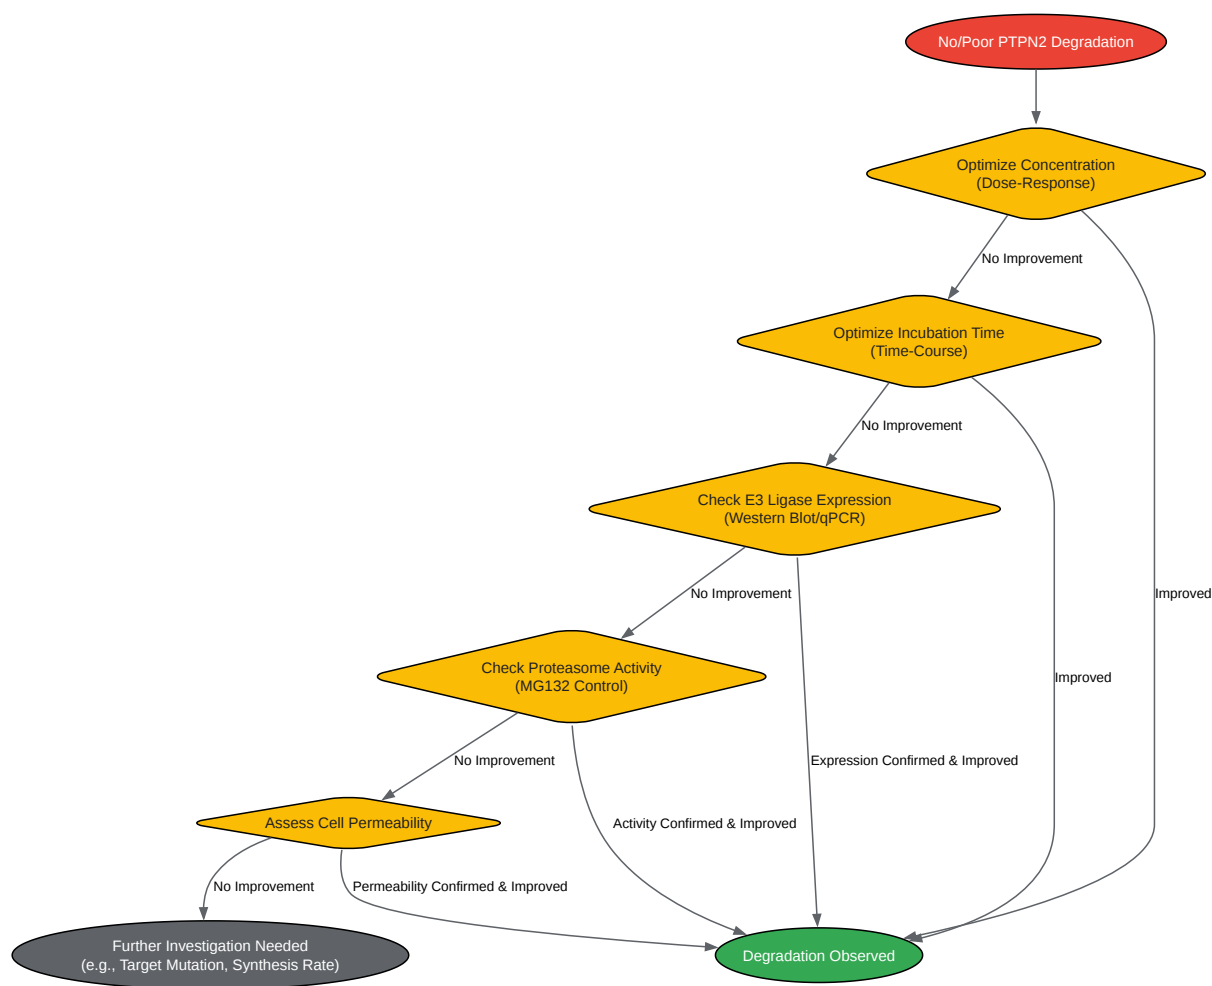 No/Poor PTPN2 Degradation
Optimize Concentration
(Dose-Response)
No Improvement
Optimize Incubation Time
(Time-Course)
No Improvement
Check E3 Ligase Expression
(Western Blot/qPCR)
No Improvement
Improved
Check Proteasome Activity
(MG132 Control)
Improved
No Improvement
Expression Confirmed & Improved
Assess Cell Permeability
Activity Confirmed & Improved
No Improvement
Permeability Confirmed & Improved
Further Investigation Needed
(e.g., Target Mutation, Synthesis Rate)
Degradation Observed